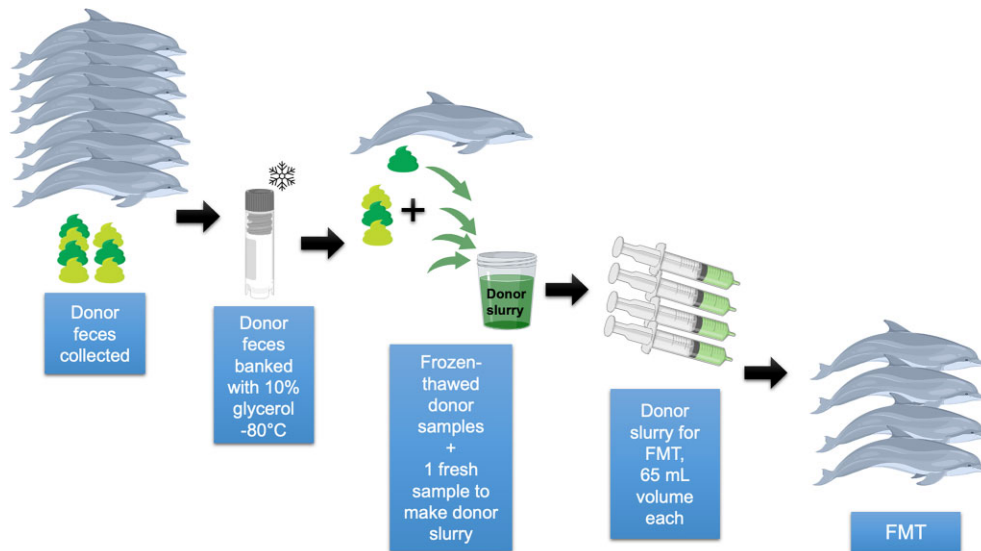 Donor
feces
collected
Donor
feces
banked
with 10%
glycerol
-80°C
+
Donor
slurry
Frozen-
thawed
donor
samples
+
1 fresh
sample to
make donor
slurry
Donor
slurry for
FMT,
65 mL
volume
each
FMT